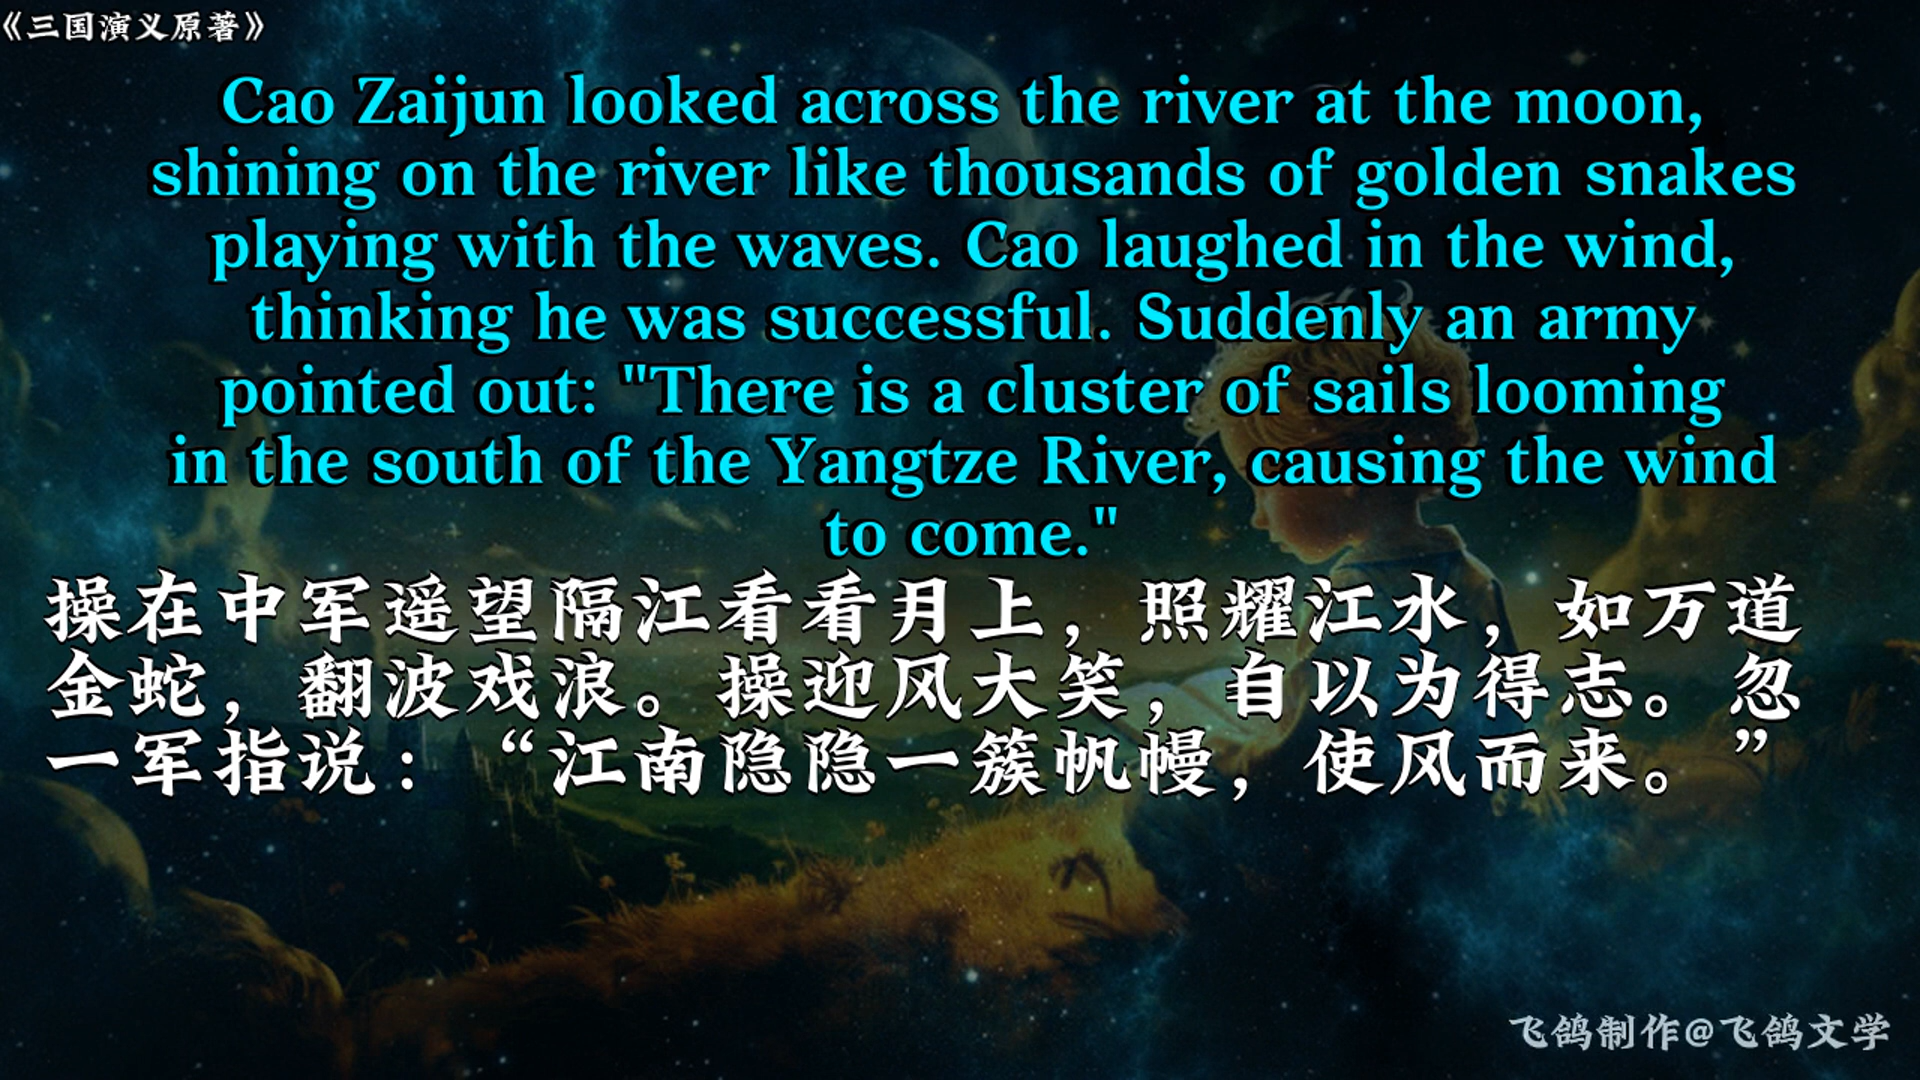 《三国演义原著》
Cao Zaijun looked across the river at the moon,
shining on the river like thousands of golden snakes
playing with the waves. Cao laughed in the wind,
thinking he was successful. Suddenly an army
pointed out: "There is a cluster of sails looming
in the south of the Yangtze River, causing the wind
to come."
操在中军遥望隔江看看月上，照耀江水，如万道
金蛇，翻波戏浪。操迎风大笑，自以为得志。忽
一军指说：“江南隐隐一簇帆幔，使风而来。”
飞鸽制作@飞鸽文学